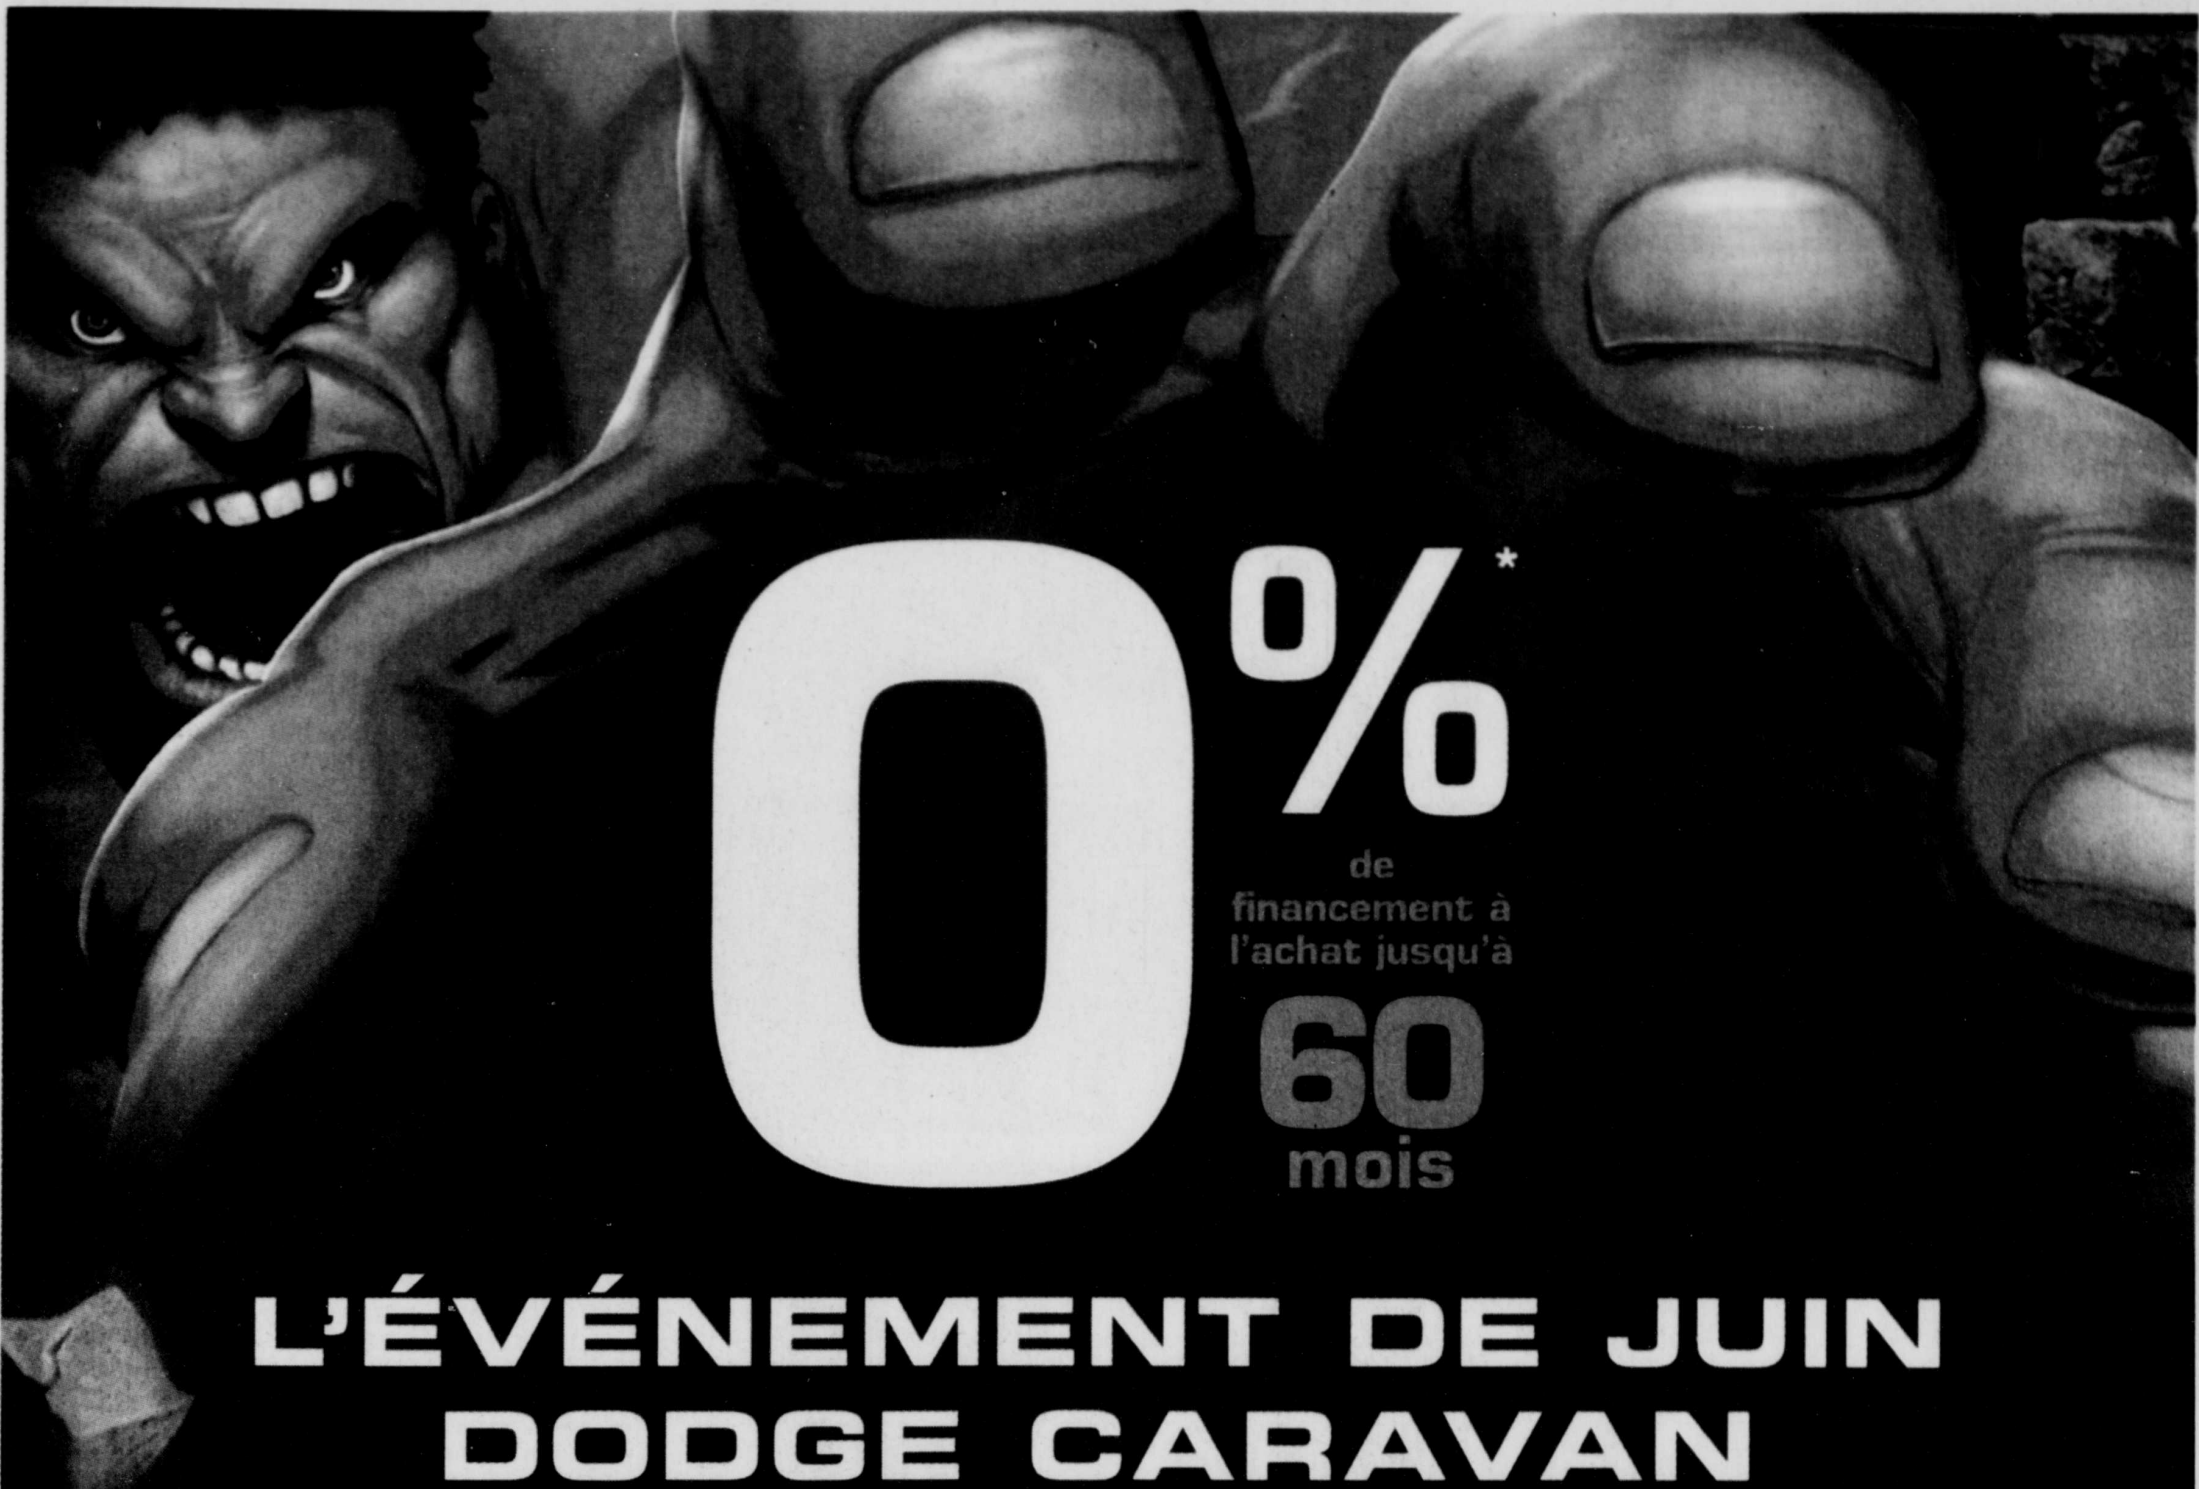 0%*
de
financement à
l'achat jusqu'à
60
mois
L'ÉVÉNEMENT DE JUIN
DODGE CARAVAN